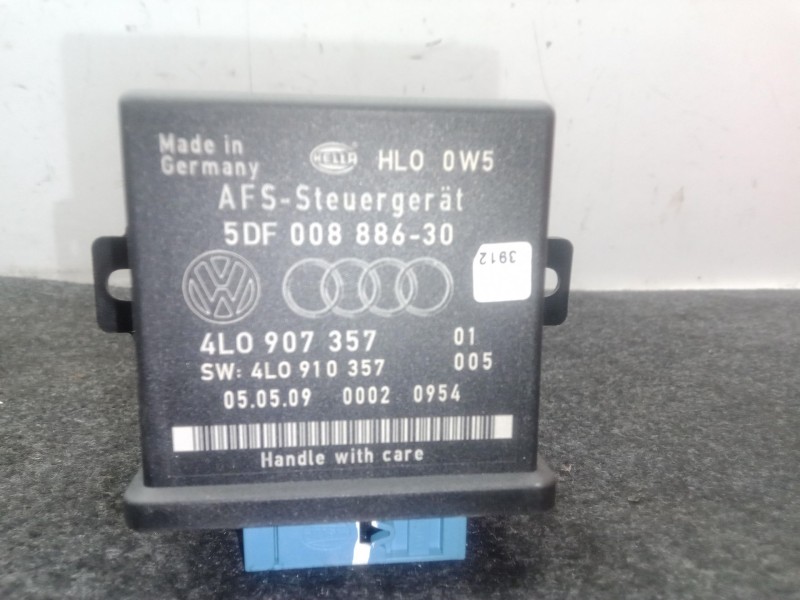 Made in
Germany
HELLA
HLO 0W5
AFS-Steuergerät
5DF 008 886-30
3912
4L0 907 357 01
SW: 4L0 910 357 005
05.05.09 0002 0954
Handle with care